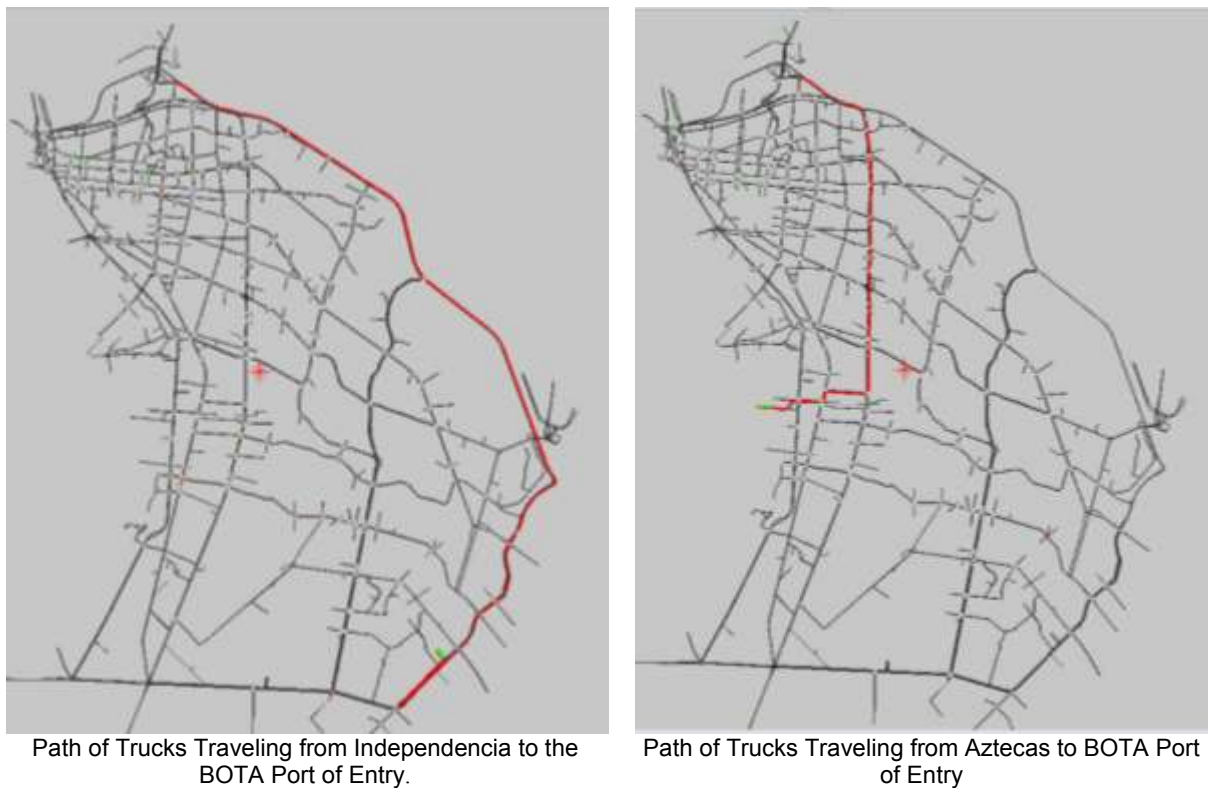 Path of Trucks Traveling from Independencia to the
BOTA Port of Entry.
Path of Trucks Traveling from Aztecas to BOTA Port
of Entry